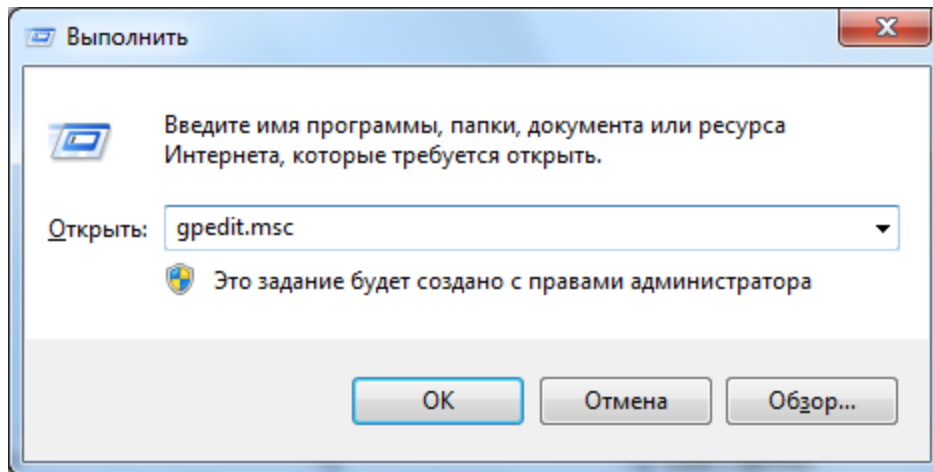 Выполнить
Введите имя программы, папки, документа или ресурса
Интернета, которые требуется открыть.
Открыть: gpedit.msc
Это задание будет создано с правами администратора
ОК Отмена Обзор...